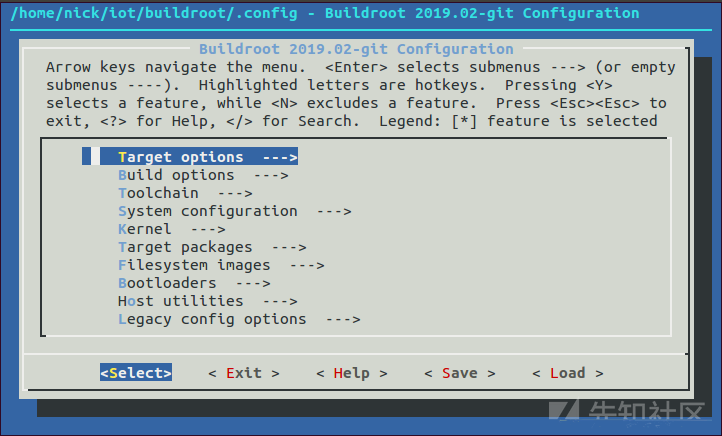 /home/nick/iot/buildroot/.config - Buildroot 2019.02-git Configuration
Buildroot 2019.02-git Configuration
Arrow keys navigate the menu.  <Enter> selects submenus ---> (or empty
submenus ----).  Highlighted letters are hotkeys.  Pressing <Y>
selects a feature, while <N> excludes a feature.  Press <Esc><Esc> to
exit, <?> for Help, </> for Search.  Legend: [*] feature is selected
Target options  --->
Build options  --->
Toolchain  --->
System configuration  --->
Kernel  --->
Target packages  --->
Filesystem images  --->
Bootloaders  --->
Host utilities  --->
Legacy config options  --->
<Select>    < Exit >    < Help >    < Save >    < Load >
先知社区